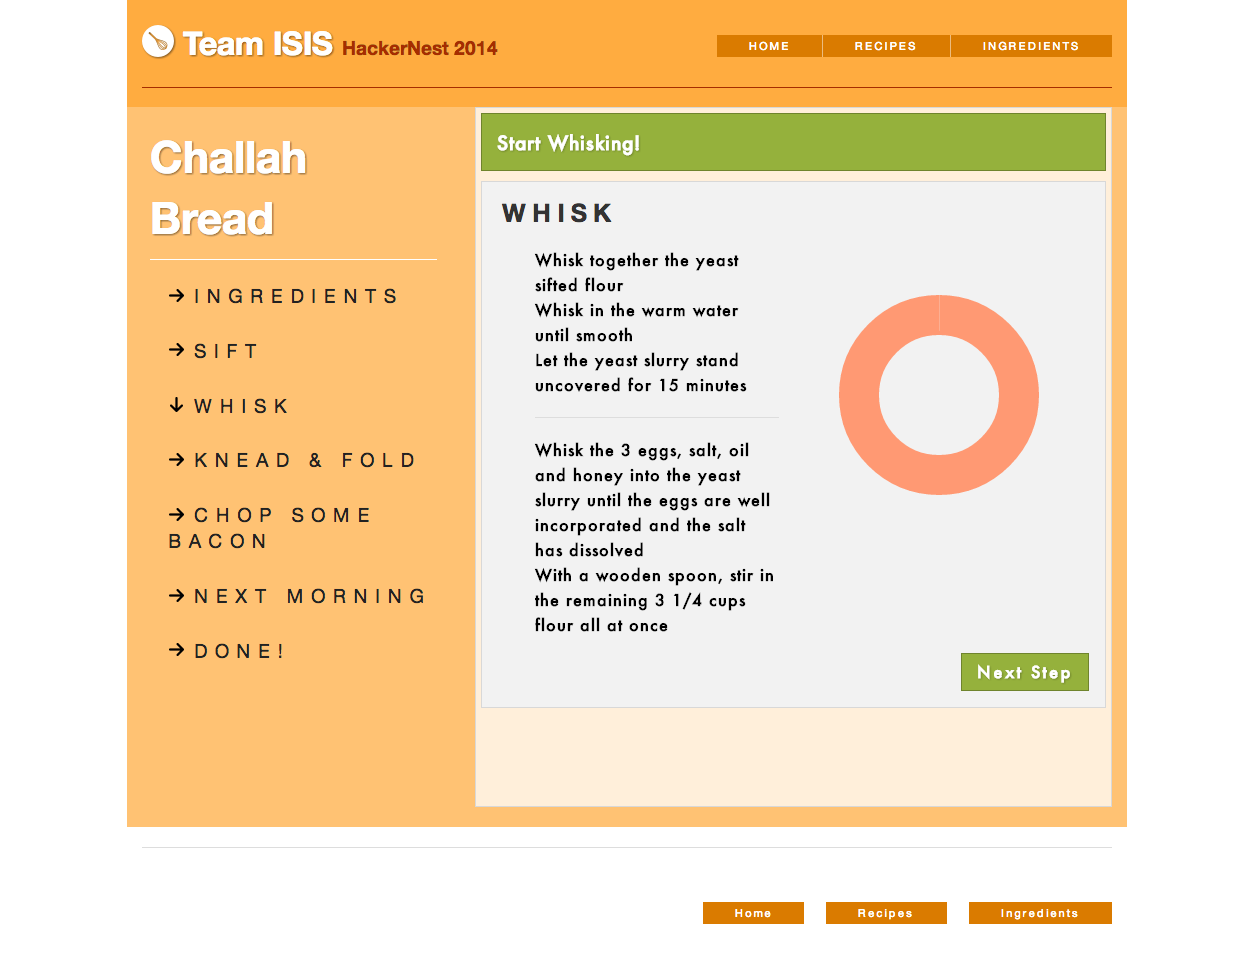 Team ISIS HackerNest 2014
HOME RECIPES INGREDIENTS
Challah
Bread
→ INGREDIENTS
→ SIFT
↓ WHISK
→ KNEAD & FOLD
→ CHOP SOME
BACON
→ NEXT MORNING
→ DONE!
Start Whisking!
WHISK
Whisk together the yeast
sifted flour
Whisk in the warm water
until smooth
Let the yeast slurry stand
uncovered for 15 minutes
Whisk the 3 eggs, salt, oil
and honey into the yeast
slurry until the eggs are well
incorporated and the salt
has dissolved
With a wooden spoon, stir in
the remaining 3 1/4 cups
flour all at once
Next Step
Home Recipes Ingredients